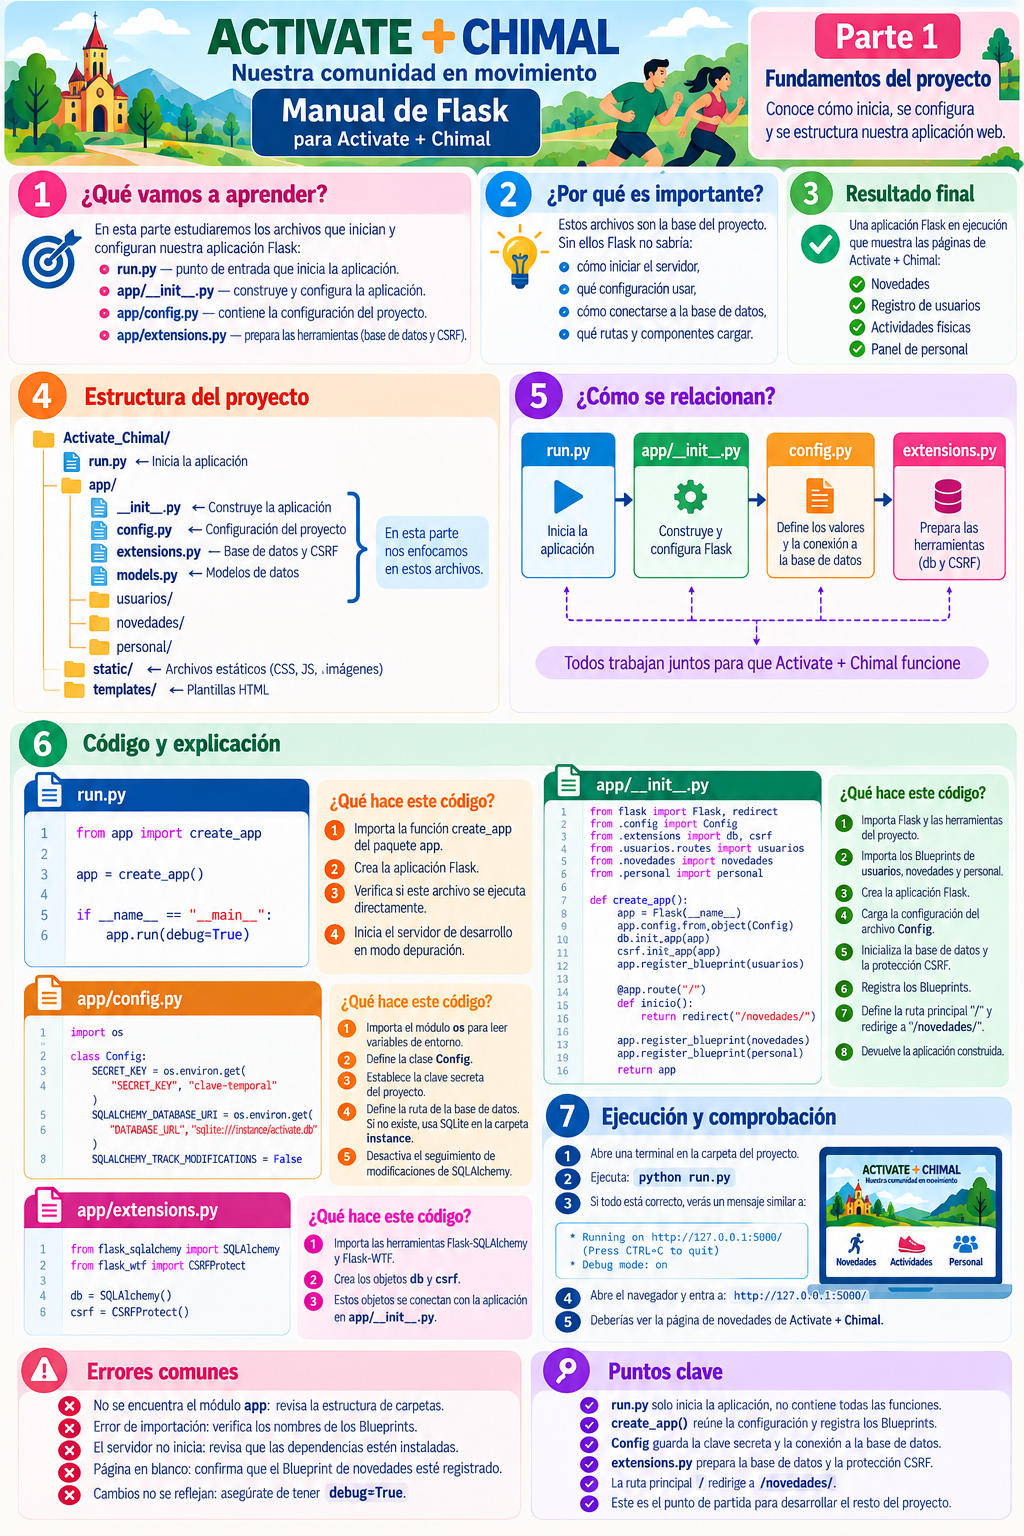 ACTIVATE + CHIMAL
Nuestra comunidad en movimiento
Manual de Flask
para Activate + Chimal
Parte 1
Fundamentos del proyecto
Conoce cómo inicia, se configura
y se estructura nuestra aplicación web.
1 ¿Qué vamos a aprender?
En esta parte estudiaremos los archivos que inician y
configuran nuestra aplicación Flask:
run.py — punto de entrada que inicia la aplicación.
app/__init__.py — construye y configura la aplicación.
app/config.py — contiene la configuración del proyecto.
app/extensions.py — prepara las herramientas (base de datos y CSRF).
2 ¿Por qué es importante?
Estos archivos son la base del proyecto.
Sin ellos Flask no sabría:
cómo iniciar el servidor,
qué configuración usar,
cómo conectarse a la base de datos,
qué rutas y componentes cargar.
3 Resultado final
Una aplicación Flask en ejecución
que muestra las páginas de
Activate + Chimal:
Novedades
Registro de usuarios
Actividades físicas
Panel de personal
4 Estructura del proyecto
Activate_Chimal/
run.py ← Inicia la aplicación
app/
__init__.py ← Construye la aplicación
config.py ← Configuración del proyecto
extensions.py ← Base de datos y CSRF
models.py ← Modelos de datos
usuarios/
novedades/
personal/
static/ ← Archivos estáticos (CSS, JS, imágenes)
templates/ ← Plantillas HTML
En esta parte
nos enfocamos
en estos archivos.
5 ¿Cómo se relacionan?
run.py
Inicia la
aplicación
app/__init__.py
Construye y
configura Flask
config.py
Define los valores
y la conexión a
la base de datos
extensions.py
Prepara las
herramientas
(db y CSRF)
Todos trabajan juntos para que Activate + Chimal funcione
6 Código y explicación
run.py
1 from app import create_app
2
3 app = create_app()
4
5 if __name__ == "__main__":
6 app.run(debug=True)
¿Qué hace este código?
1 Importa la función create_app
del paquete app.
2 Crea la aplicación Flask.
3 Verifica si este archivo se ejecuta
directamente.
4 Inicia el servidor de desarrollo
en modo depuración.
app/config.py
1 import os
2 class Config:
3 SECRET_KEY = os.environ.get(
4 "SECRET_KEY", "clave-temporal"
)
5 SQLALCHEMY_DATABASE_URI = os.environ.get(
6 "DATABASE_URL", "sqlite:///instance/activate.db"
)
8 SQLALCHEMY_TRACK_MODIFICATIONS = False
¿Qué hace este código?
1 Importa el módulo os para leer
variables de entorno.
2 Define la clase Config.
3 Establece la clave secreta
del proyecto.
4 Define la ruta de la base de datos.
Si no existe, usa SQLite en la carpeta
instance.
5 Desactiva el seguimiento de
modificaciones de SQLAlchemy.
app/extensions.py
1 from flask_sqlalchemy import SQLAlchemy
2 from flask_wtf import CSRFProtect
3
4 db = SQLAlchemy()
6 csrf = CSRFProtect()
¿Qué hace este código?
1 Importa las herramientas Flask-SQLAlchemy
y Flask-WTF.
2 Crea los objetos db y csrf.
3 Estos objetos se conectan con la aplicación
en app/__init__.py.
app/__init__.py
1 from flask import Flask, redirect
2 from .config import Config
3 from .extensions import db, csrf
4 from .usuarios.routes import usuarios
5 from .novedades import novedades
6 from .personal import personal
6
7 def create_app():
8 app = Flask(__name__)
9 app.config.from_object(Config)
10 db.init_app(app)
11 csrf.init_app(app)
12 app.register_blueprint(usuarios)
13
14 @app.route("/")
15 def inicio():
16 return redirect("/novedades/")
16
13 app.register_blueprint(novedades)
19 app.register_blueprint(personal)
16 return app
¿Qué hace este código?
1 Importa Flask y las herramientas
del proyecto.
2 Importa los Blueprints de
usuarios, novedades y personal.
3 Crea la aplicación Flask.
4 Carga la configuración del
archivo Config.
5 Inicializa la base de datos y
la protección CSRF.
6 Registra los Blueprints.
7 Define la ruta principal "/" y
redirige a "/novedades/".
8 Devuelve la aplicación construida.
7 Ejecución y comprobación
1 Abre una terminal en la carpeta del proyecto.
2 Ejecuta: python run.py
3 Si todo está correcto, verás un mensaje similar a:
* Running on http://127.0.0.1:5000/
(Press CTRL+C to quit)
* Debug mode: on
4 Abre el navegador y entra a: http://127.0.0.1:5000/
5 Deberías ver la página de novedades de Activate + Chimal.
ACTIVATE + CHIMAL
Nuestra comunidad en movimiento
Novedades
Actividades
Personal
Errores comunes
No se encuentra el módulo app: revisa la estructura de carpetas.
Error de importación: verifica los nombres de los Blueprints.
El servidor no inicia: revisa que las dependencias estén instaladas.
Página en blanco: confirma que el Blueprint de novedades esté registrado.
Cambios no se reflejan: asegúrate de tener debug=True.
Puntos clave
run.py solo inicia la aplicación, no contiene todas las funciones.
create_app() reúne la configuración y registra los Blueprints.
Config guarda la clave secreta y la conexión a la base de datos.
extensions.py prepara la base de datos y la protección CSRF.
La ruta principal / redirige a /novedades/.
Este es el punto de partida para desarrollar el resto del proyecto.